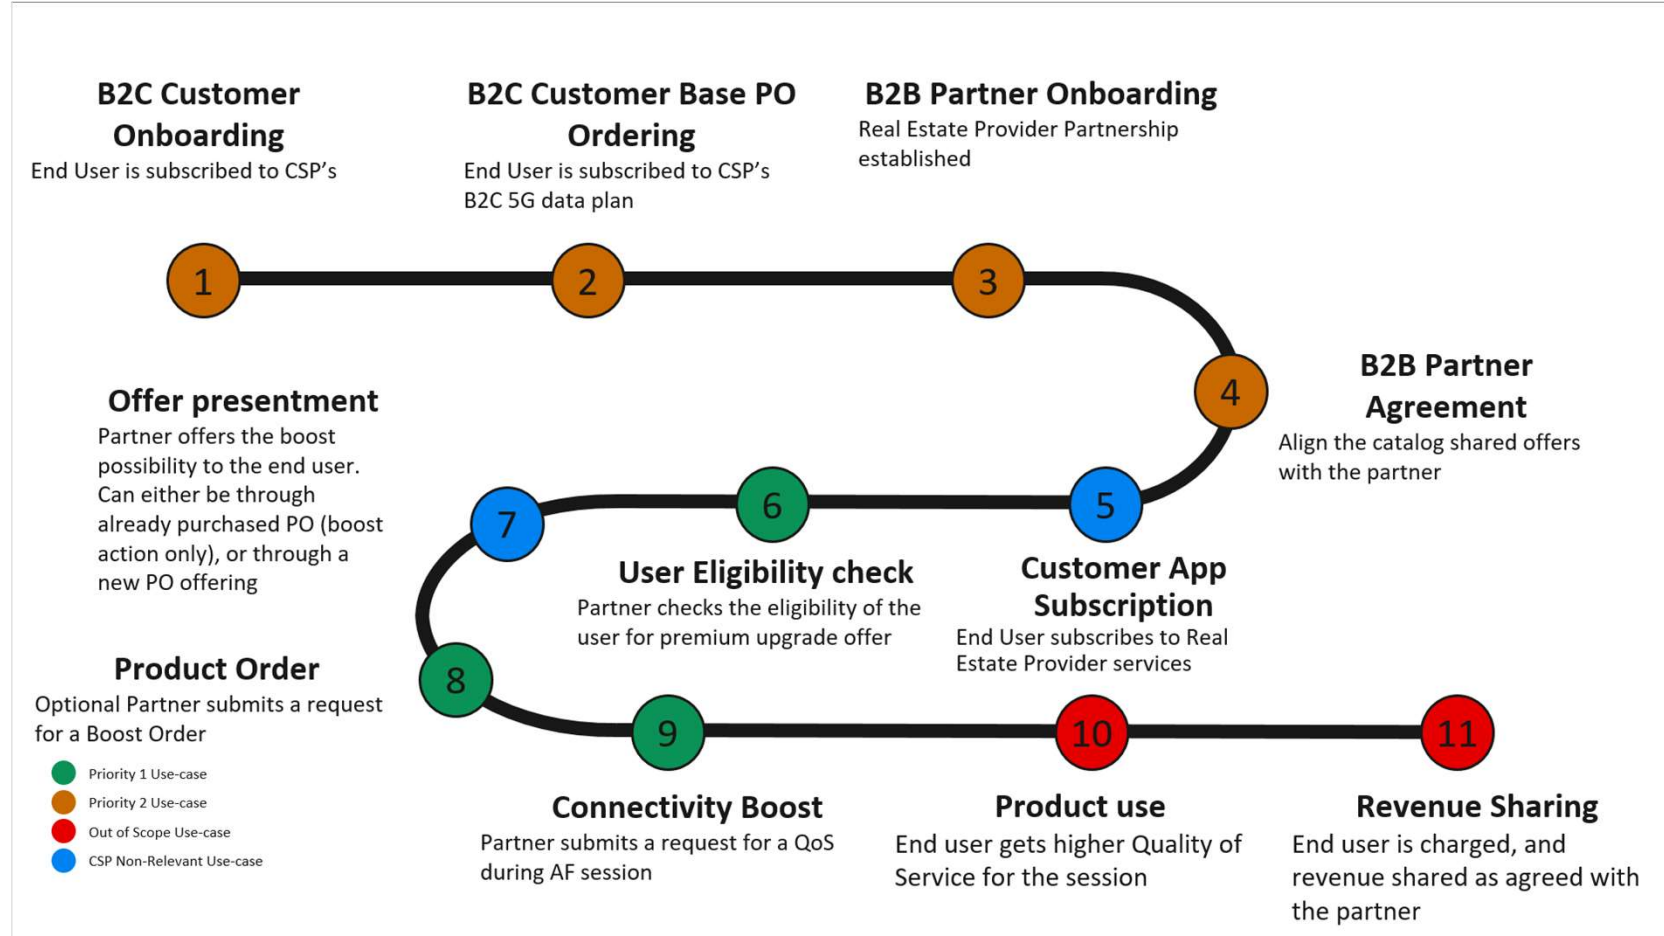 B2C Customer
Onboarding
End User is subscribed to CSP's
B2C Customer Base PO
Ordering
End User is subscribed to CSP's
B2C 5G data plan
B2B Partner Onboarding
Real Estate Provider Partnership
established
1
2
3
4
B2B Partner
Agreement
Align the catalog shared offers
with the partner
5
Customer App
Subscription
End User subscribes to Real
Estate Provider services
6
User Eligibility check
Partner checks the eligibility of the
user for premium upgrade offer
7
Offer presentment
Partner offers the boost
possibility to the end user.
Can either be through
already purchased PO (boost
action only), or through a
new PO offering
8
Product Order
Optional Partner submits a request
for a Boost Order
9
Connectivity Boost
Partner submits a request for a QoS
during AF session
10
Product use
End user gets higher Quality of
Service for the session
11
Revenue Sharing
End user is charged, and
revenue shared as agreed with
the partner
Priority 1 Use-case
Priority 2 Use-case
Out of Scope Use-case
CSP Non-Relevant Use-case